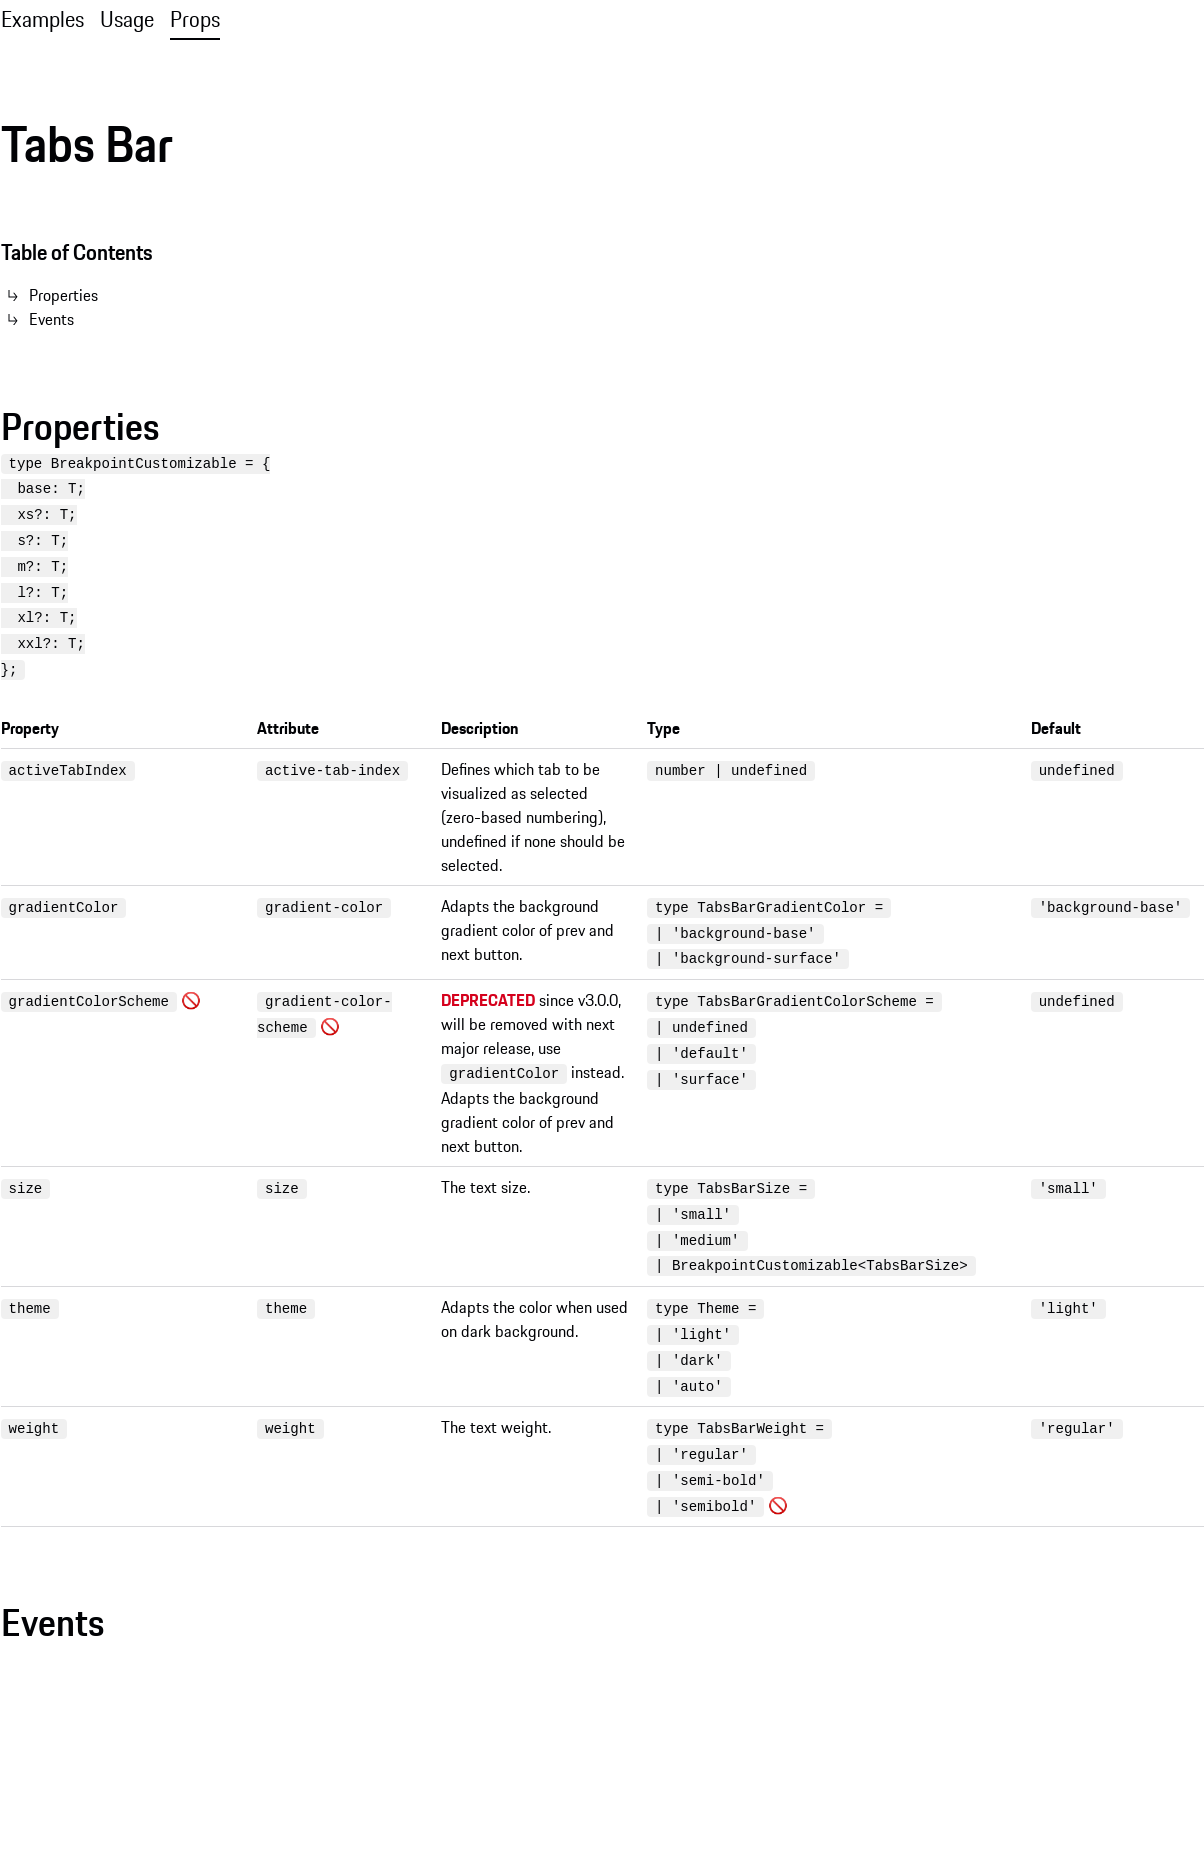 Examples Usage Props
Tabs Bar
Table of Contents
Properties
Events
Properties
type BreakpointCustomizable = {
base: T;
xs?: T;
s?: T;
m?: T;
l?: T;
xl?: T;
xxl?: T;
};
Property Attribute Description Type Default
activeTabIndex active-tab-index Defines which tab to be number | undefined undefined
visualized as selected
(zero-based numbering),
undefined if none should be
selected.
gradientColor gradient-color Adapts the background type TabsBarGradientColor = 'background-base'
gradient color of prev and | 'background-base'
next button. | 'background-surface'
gradientColorScheme 🚫 gradient-color- DEPRECATED since v3.0.0, type TabsBarGradientColorScheme = undefined
scheme 🚫 will be removed with next | undefined
major release, use | 'default'
gradientColor instead. | 'surface'
Adapts the background
gradient color of prev and
next button.
size size The text size. type TabsBarSize = 'small'
| 'small'
| 'medium'
| BreakpointCustomizable<TabsBarSize>
theme theme Adapts the color when used type Theme = 'light'
on dark background. | 'light'
| 'dark'
| 'auto'
weight weight The text weight. type TabsBarWeight = 'regular'
| 'regular'
| 'semi-bold'
| 'semibold' 🚫
Events